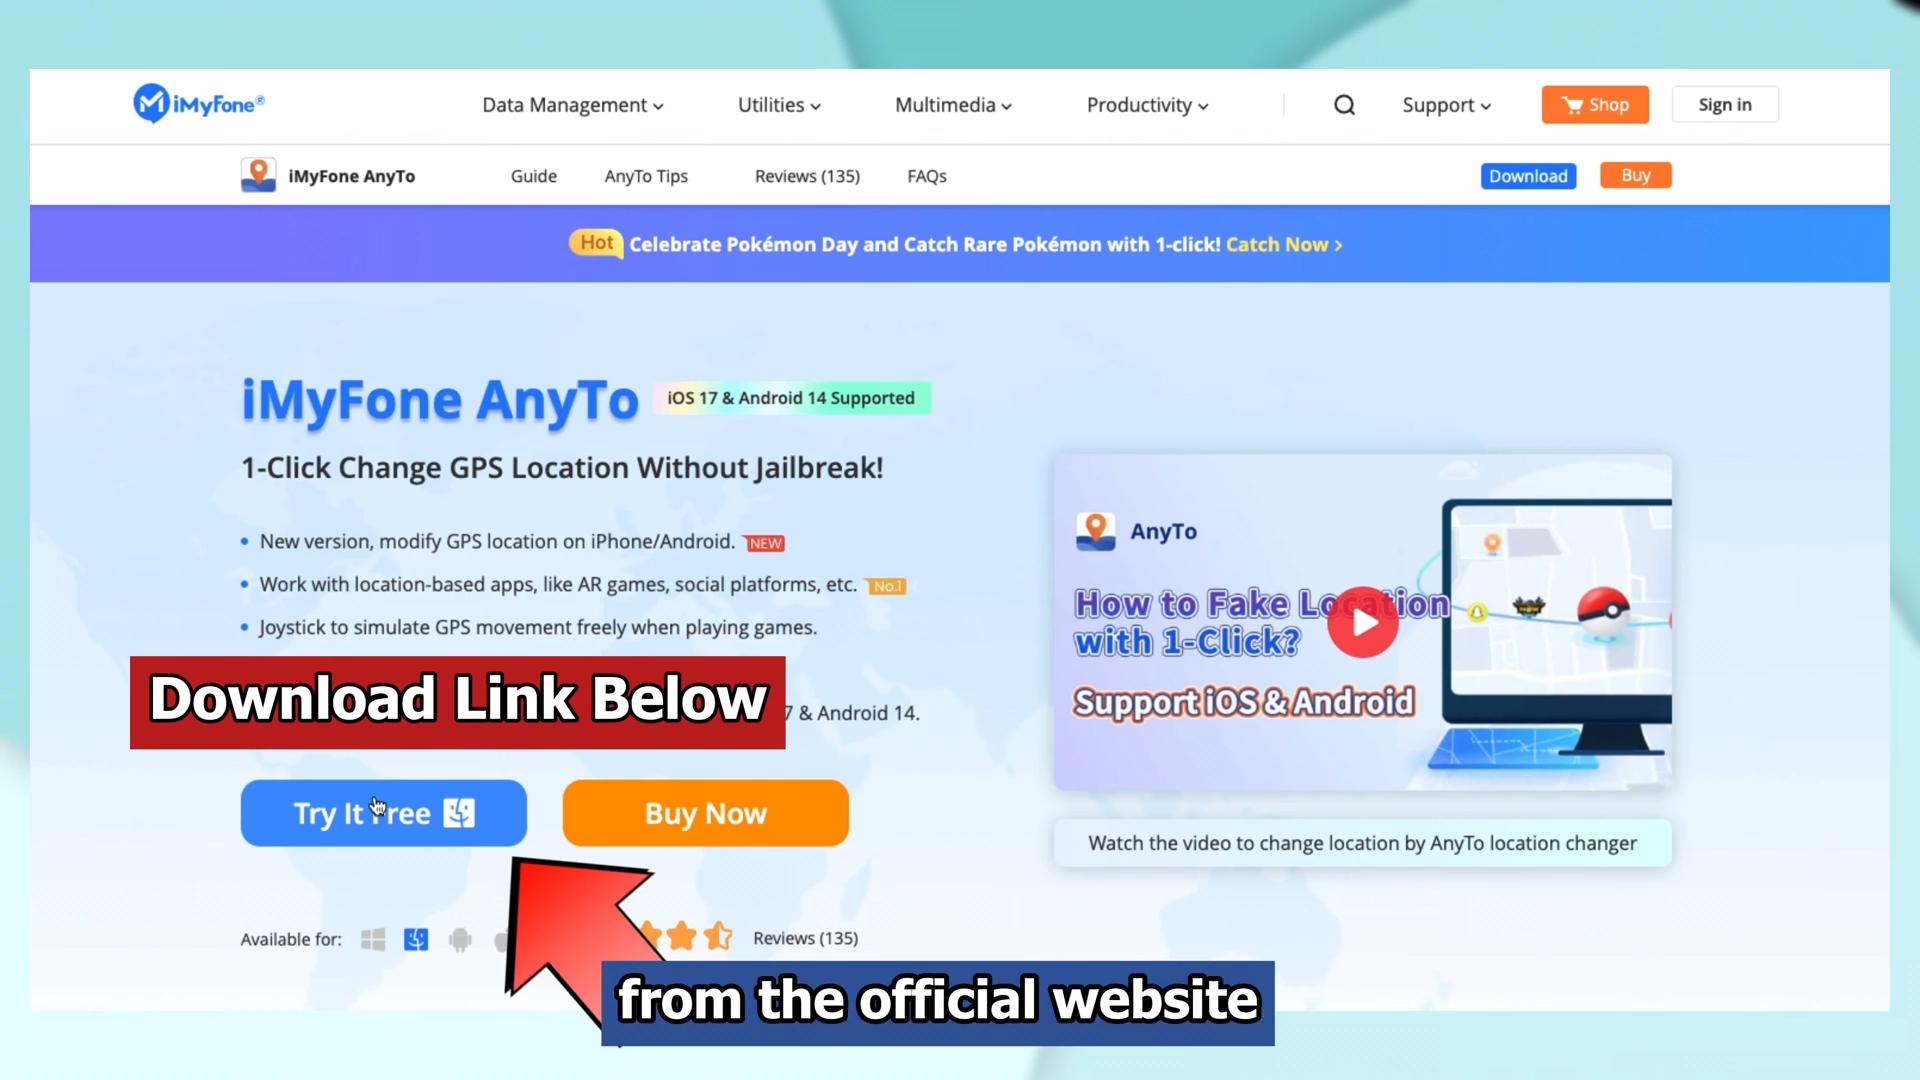 iMyFone®
Data Management
Utilities
Multimedia
Productivity
Support
Shop
Sign in
iMyFone AnyTo
Guide
AnyTo Tips
Reviews (135)
FAQs
Download
Buy
Hot
Celebrate Pokémon Day and Catch Rare Pokémon with 1-click! Catch Now >
iMyFone AnyTo
iOS 17 & Android 14 Supported
1-Click Change GPS Location Without Jailbreak!
• New version, modify GPS location on iPhone/Android. NEW
• Work with location-based apps, like AR games, social platforms, etc. No.1
• Joystick to simulate GPS movement freely when playing games.
Download Link Below
7 & Android 14.
Try It Free
Buy Now
Available for:
Reviews (135)
AnyTo
How to Fake Location
with 1-Click?
Support iOS & Android
Watch the video to change location by AnyTo location changer
from the official website